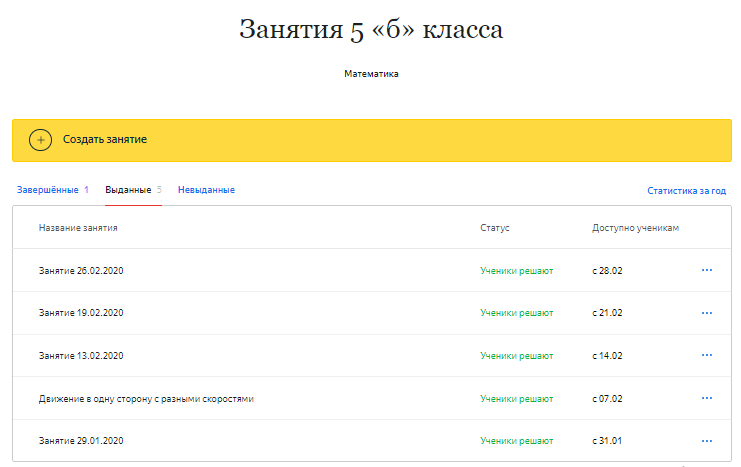 Занятия 5 «б» класса
Математика
Создать занятие
Завершённые 1 Выданные 5 Невыданные Статистика за год
Название занятия Статус Доступно ученикам
Занятие 26.02.2020 Ученики решают с 28.02
Занятие 19.02.2020 Ученики решают с 21.02
Занятие 13.02.2020 Ученики решают с 14.02
Движение в одну сторону с разными скоростями Ученики решают с 07.02
Занятие 29.01.2020 Ученики решают с 31.01